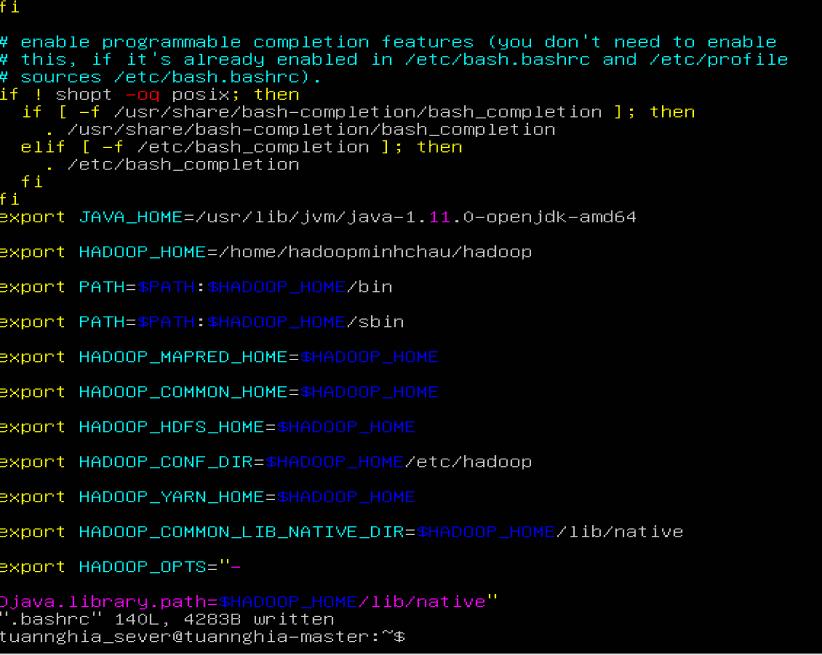 fi
# enable programmable completion features (you don't need to enable
# this, if it's already enabled in /etc/bash.bashrc and /etc/profile
# sources /etc/bash.bashrc).
if ! shopt -oq posix; then
  if [ -f /usr/share/bash-completion/bash_completion ]; then
    . /usr/share/bash-completion/bash_completion
  elif [ -f /etc/bash_completion ]; then
    . /etc/bash_completion
  fi
fi
export JAVA_HOME=/usr/lib/jvm/java-1.11.0-openjdk-amd64
export HADOOP_HOME=/home/hadoopminhchau/hadoop
export PATH=$PATH:$HADOOP_HOME/bin
export PATH=$PATH:$HADOOP_HOME/sbin
export HADOOP_MAPRED_HOME=$HADOOP_HOME
export HADOOP_COMMON_HOME=$HADOOP_HOME
export HADOOP_HDFS_HOME=$HADOOP_HOME
export HADOOP_CONF_DIR=$HADOOP_HOME/etc/hadoop
export HADOOP_YARN_HOME=$HADOOP_HOME
export HADOOP_COMMON_LIB_NATIVE_DIR=$HADOOP_HOME/lib/native
export HADOOP_OPTS="-
Djava.library.path=$HADOOP_HOME/lib/native"
".bashrc" 140L, 4283B written
tuannghia_sever@tuannghia-master:~$